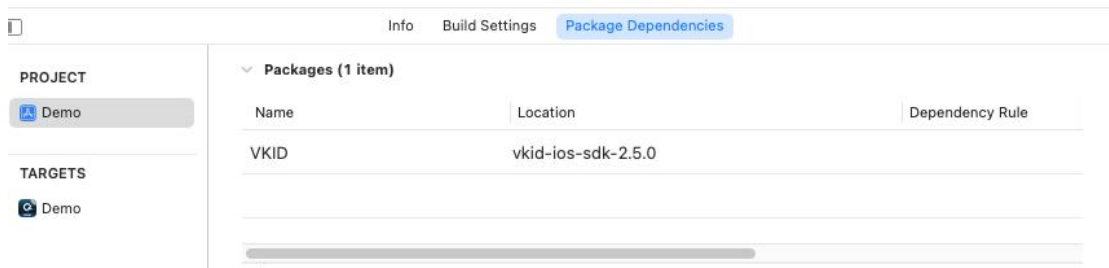 Info Build Settings Package Dependencies
PROJECT
Demo
TARGETS
Demo
Packages (1 item)
Name Location Dependency Rule
VKID vkid-ios-sdk-2.5.0